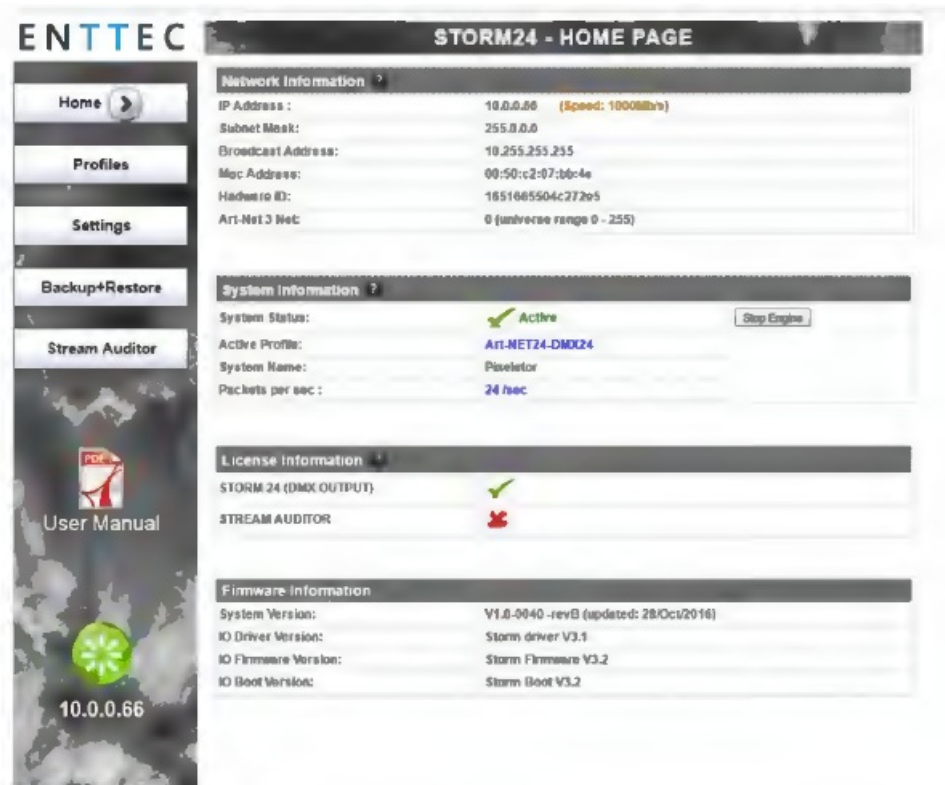 ENTTEC
STORM24 - HOME PAGE
Home
Profiles
Settings
Backup+Restore
Stream Auditor
PDF
User Manual
10.0.0.66
Network Information ?
IP Address : 10.0.0.66 (Speed: 1000Mb/s)
Subnet Mask: 255.0.0.0
Broadcast Address: 10.255.255.255
Mac Address: 00:50:c2:07:bb:4e
Hadware ID:
Art-Net 3 Net: 0 (universe range 0 - 255)
System Information ?
System Status: Active Stop Engine
Active Profile: Art-NET24-DMX24
System Name: Pixelator
Packets per sec : 24 /sec
License Information
STORM 24 (DMX OUTPUT)
STREAM AUDITOR
Firmware Information
System Version: V1.0-0040 -revB (updated: 28/Oct/2016)
IO Driver Version: Storm driver V3.1
IO Firmware Version: Storm Firmware V3.2
IO Boot Version: Storm Boot V3.2